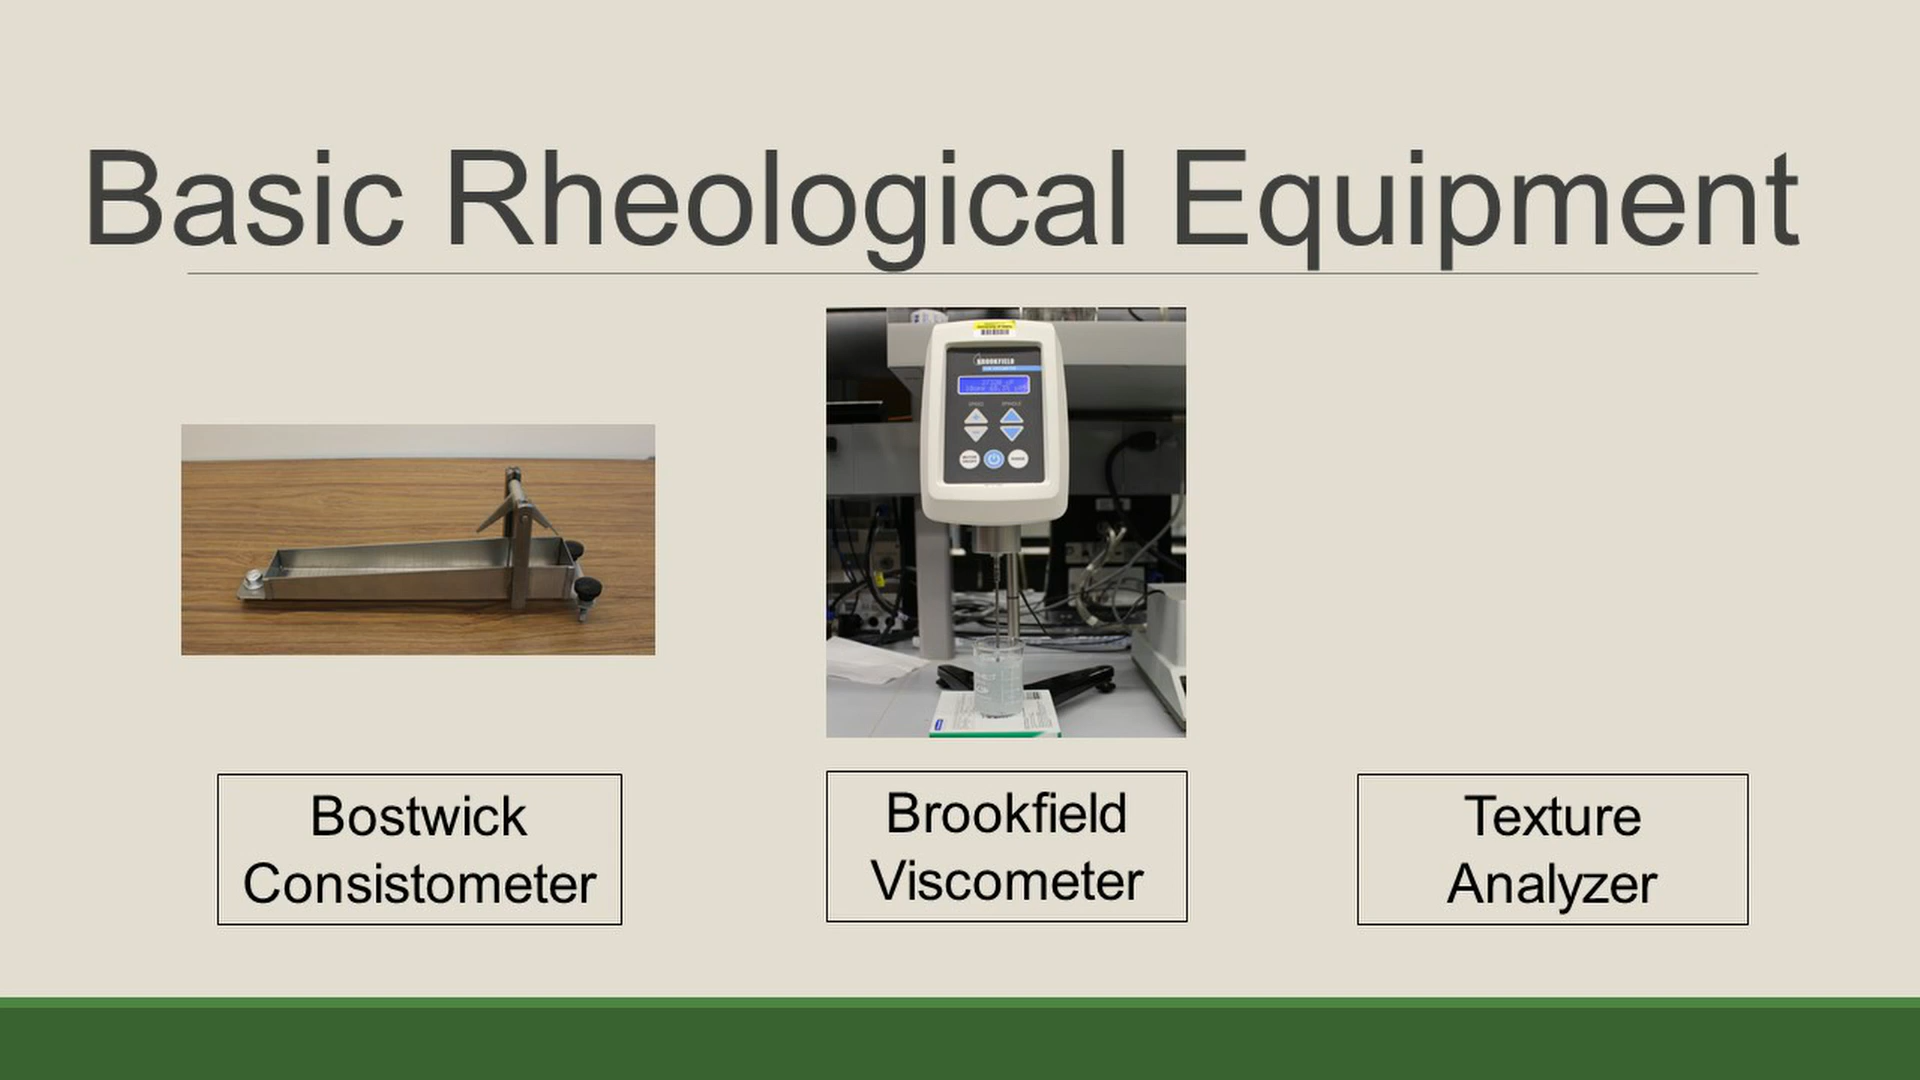 Basic Rheological Equipment
BROOKFIELD
Bostwick
Consistometer
Brookfield
Viscometer
Texture
Analyzer